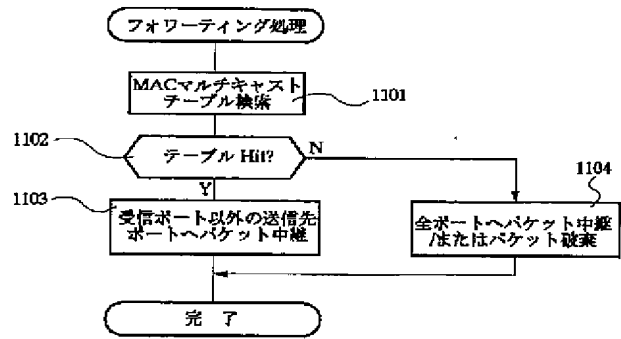 フォワーティング処理
MACマルチキャスト
テーブル検索
1101
1102
テーブル Hit?
N
Y
1103
受信ポート以外の送信先
ポートへパケット中継
1104
全ポートへパケット中継
/またはパケット破棄
完 了